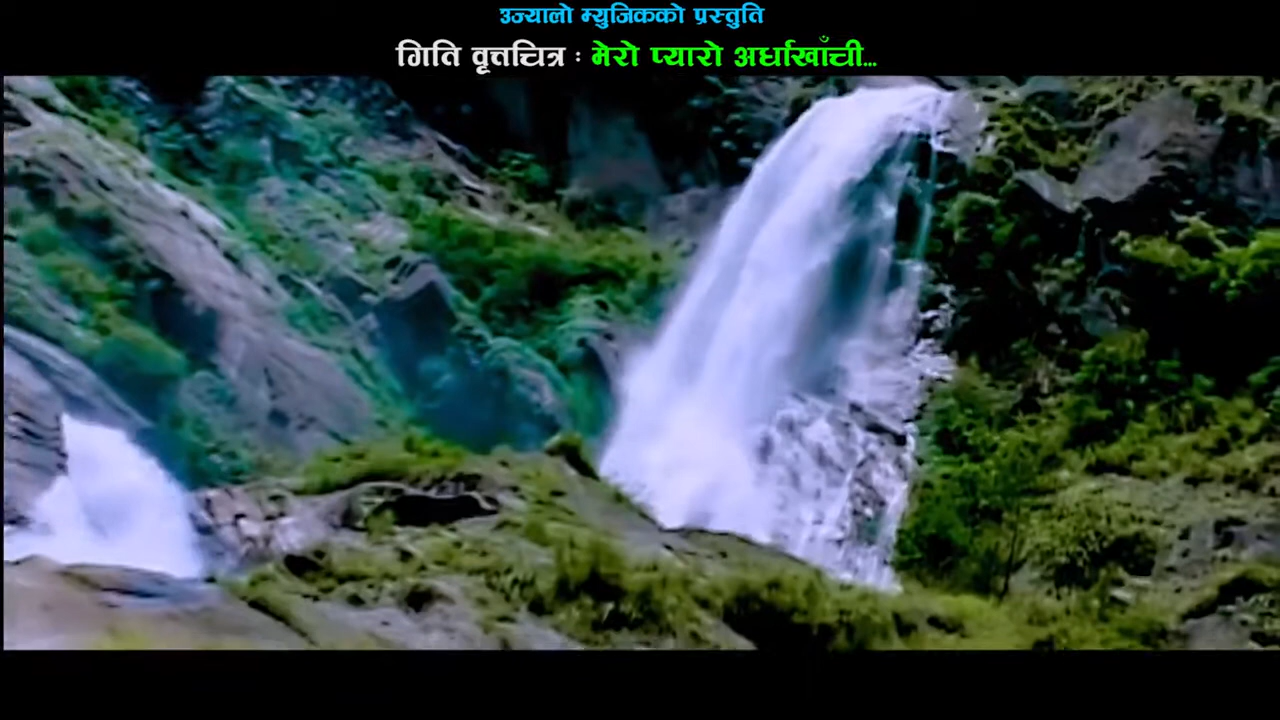 उज्यालो म्युजिकको प्रस्तुति
गिति वृत्तचित्र : मेरो प्यारो अर्घाखाँची...